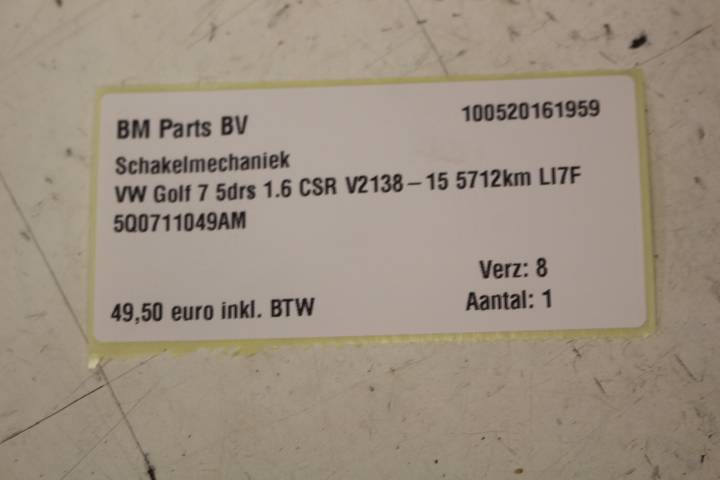 BM Parts BV
100520161959
Schakelmechaniek
VW Golf 7 5drs 1.6 CSR V2138-15 5712km LI7F
5Q0711049AM
Verz: 8
49,50 euro inkl. BTW
Aantal: 1